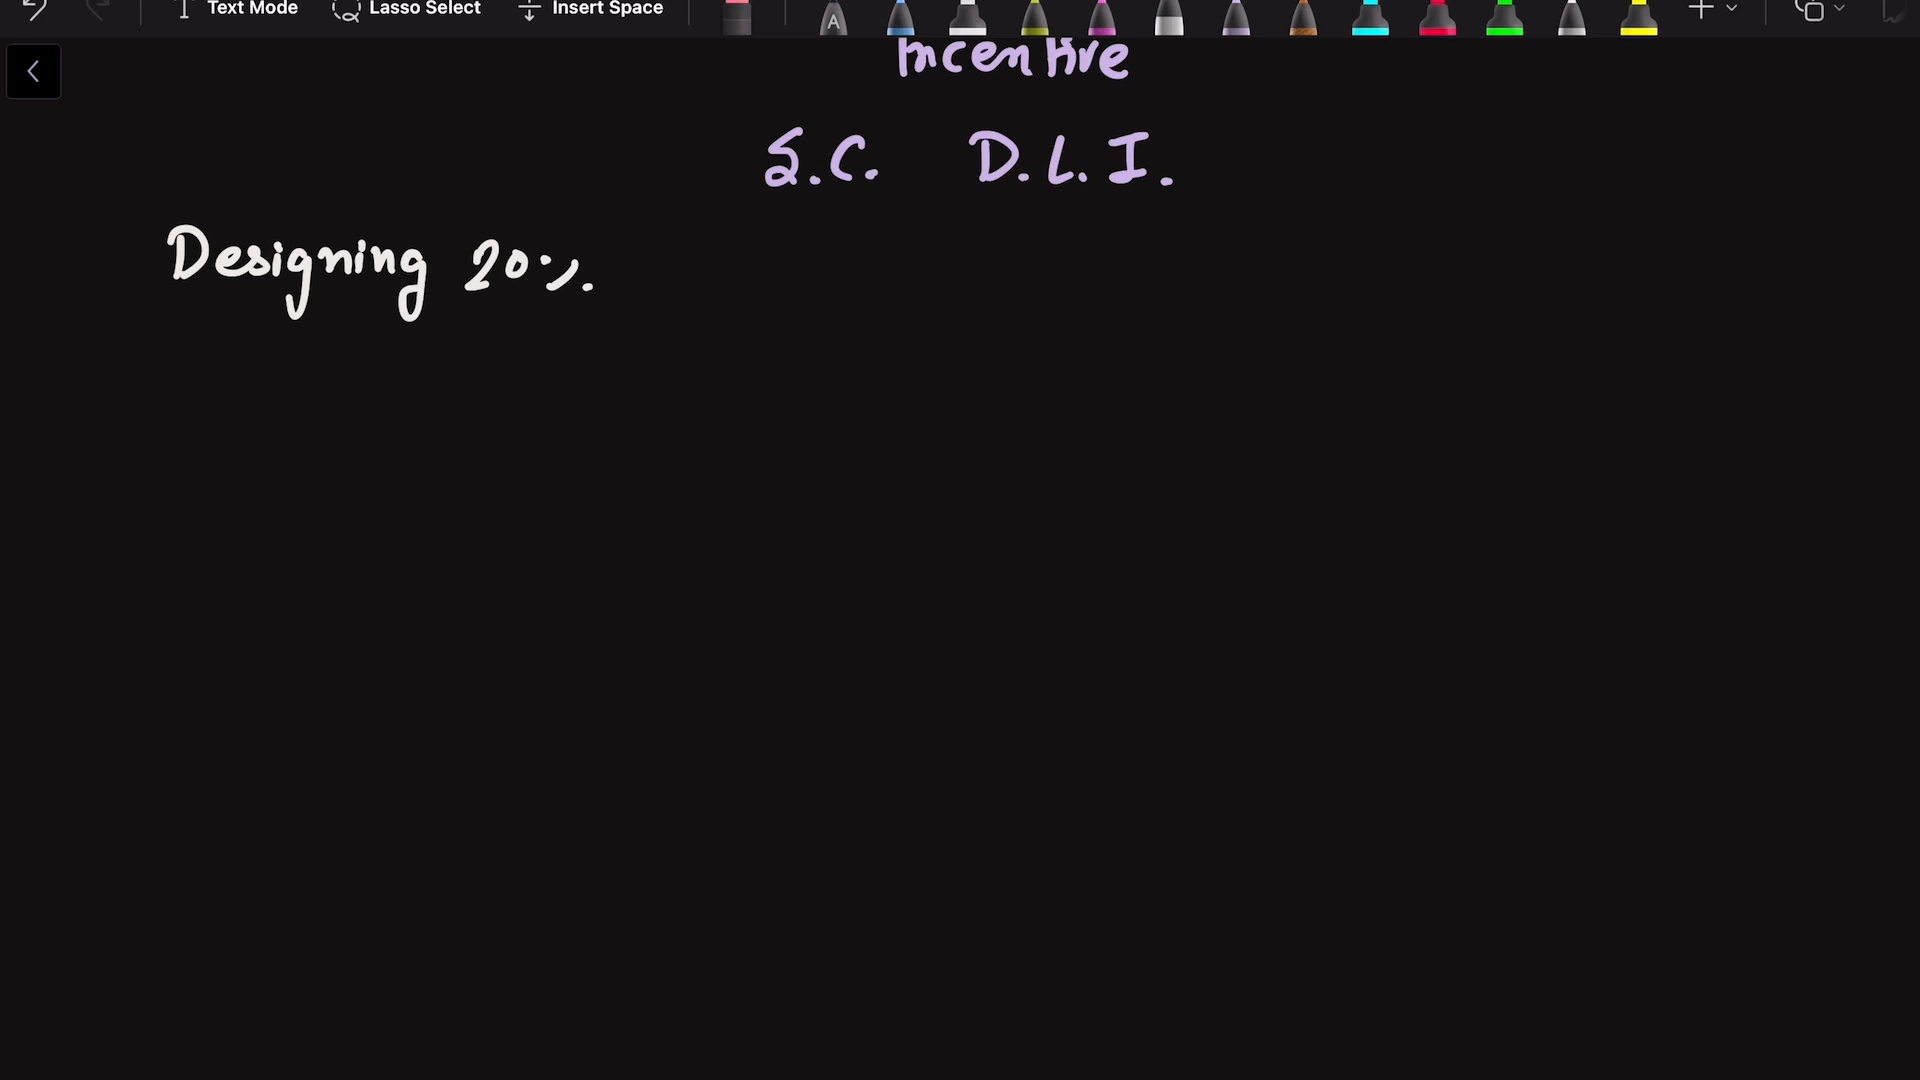 Text Mode Lasso Select Insert Space
A
Incentive
S.C. D.L.I.
Designing 20%.